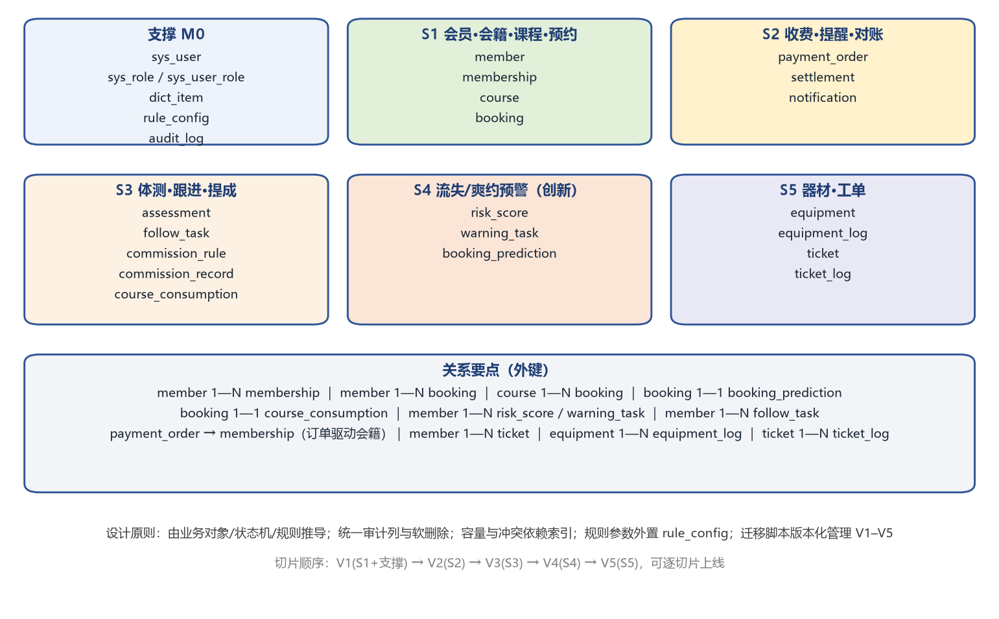 支撑 M0
sys_user
sys_role / sys_user_role
dict_item
rule_config
audit_log
S1 会员•会籍•课程•预约
member
membership
course
booking
S2 收费•提醒•对账
payment_order
settlement
notification
S3 体测•跟进•提成
assessment
follow_task
commission_rule
commission_record
course_consumption
S4 流失/爽约预警（创新）
risk_score
warning_task
booking_prediction
S5 器材•工单
equipment
equipment_log
ticket
ticket_log
关系要点（外键）
member 1—N membership ｜ member 1—N booking ｜ course 1—N booking ｜ booking 1—1 booking_prediction
booking 1—1 course_consumption ｜ member 1—N risk_score / warning_task ｜ member 1—N follow_task
payment_order → membership（订单驱动会籍）｜ member 1—N ticket ｜ equipment 1—N equipment_log ｜ ticket 1—N ticket_log
设计原则：由业务对象/状态机/规则推导；统一审计列与软删除；容量与冲突依赖索引；规则参数外置 rule_config；迁移脚本版本化管理 V1–V5
切片顺序：V1(S1+支撑) → V2(S2) → V3(S3) → V4(S4) → V5(S5)，可逐切片上线